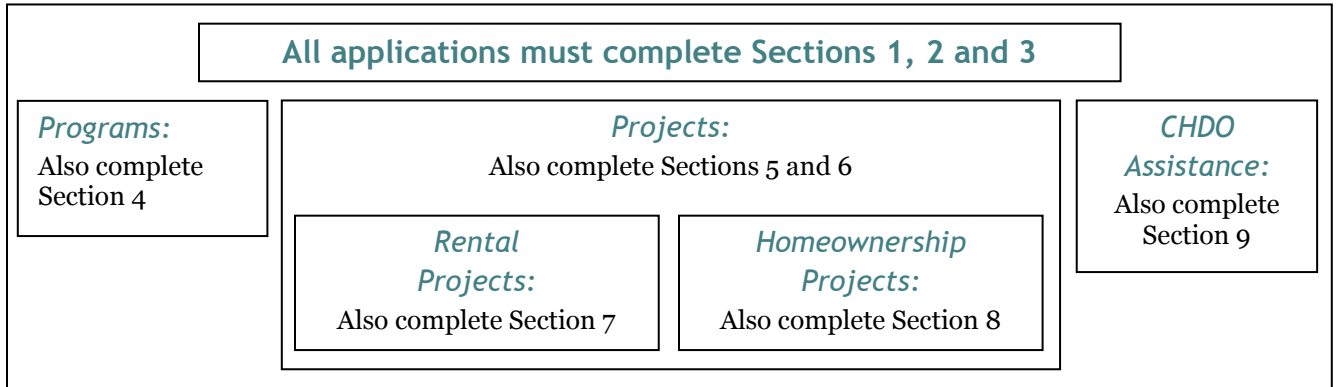 All applications must complete Sections 1, 2 and 3
Programs:
Also complete
Section 4
Projects:
Also complete Sections 5 and 6
Rental
Projects:
Also complete Section 7
Homeownership
Projects:
Also complete Section 8
CHDO
Assistance:
Also complete
Section 9